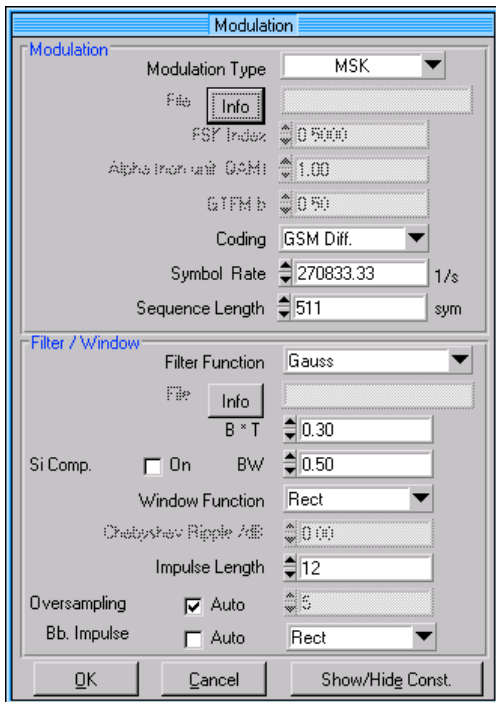 Modulation
Modulation
Modulation Type MSK
File Info
FSK Index 0.5000
Alpha (non unit QAM) 1.00
GTFM b 0.50
Coding GSM Diff.
Symbol Rate 270833.33 1/s
Sequence Length 511 sym
Filter / Window
Filter Function Gauss
File Info
B * T 0.30
Si Comp. On BW 0.50
Window Function Rect
Chebyshev Ripple /dB 0.00
Impulse Length 12
Oversampling Auto 5
Bb. Impulse Auto Rect
OK Cancel Show/Hide Const.